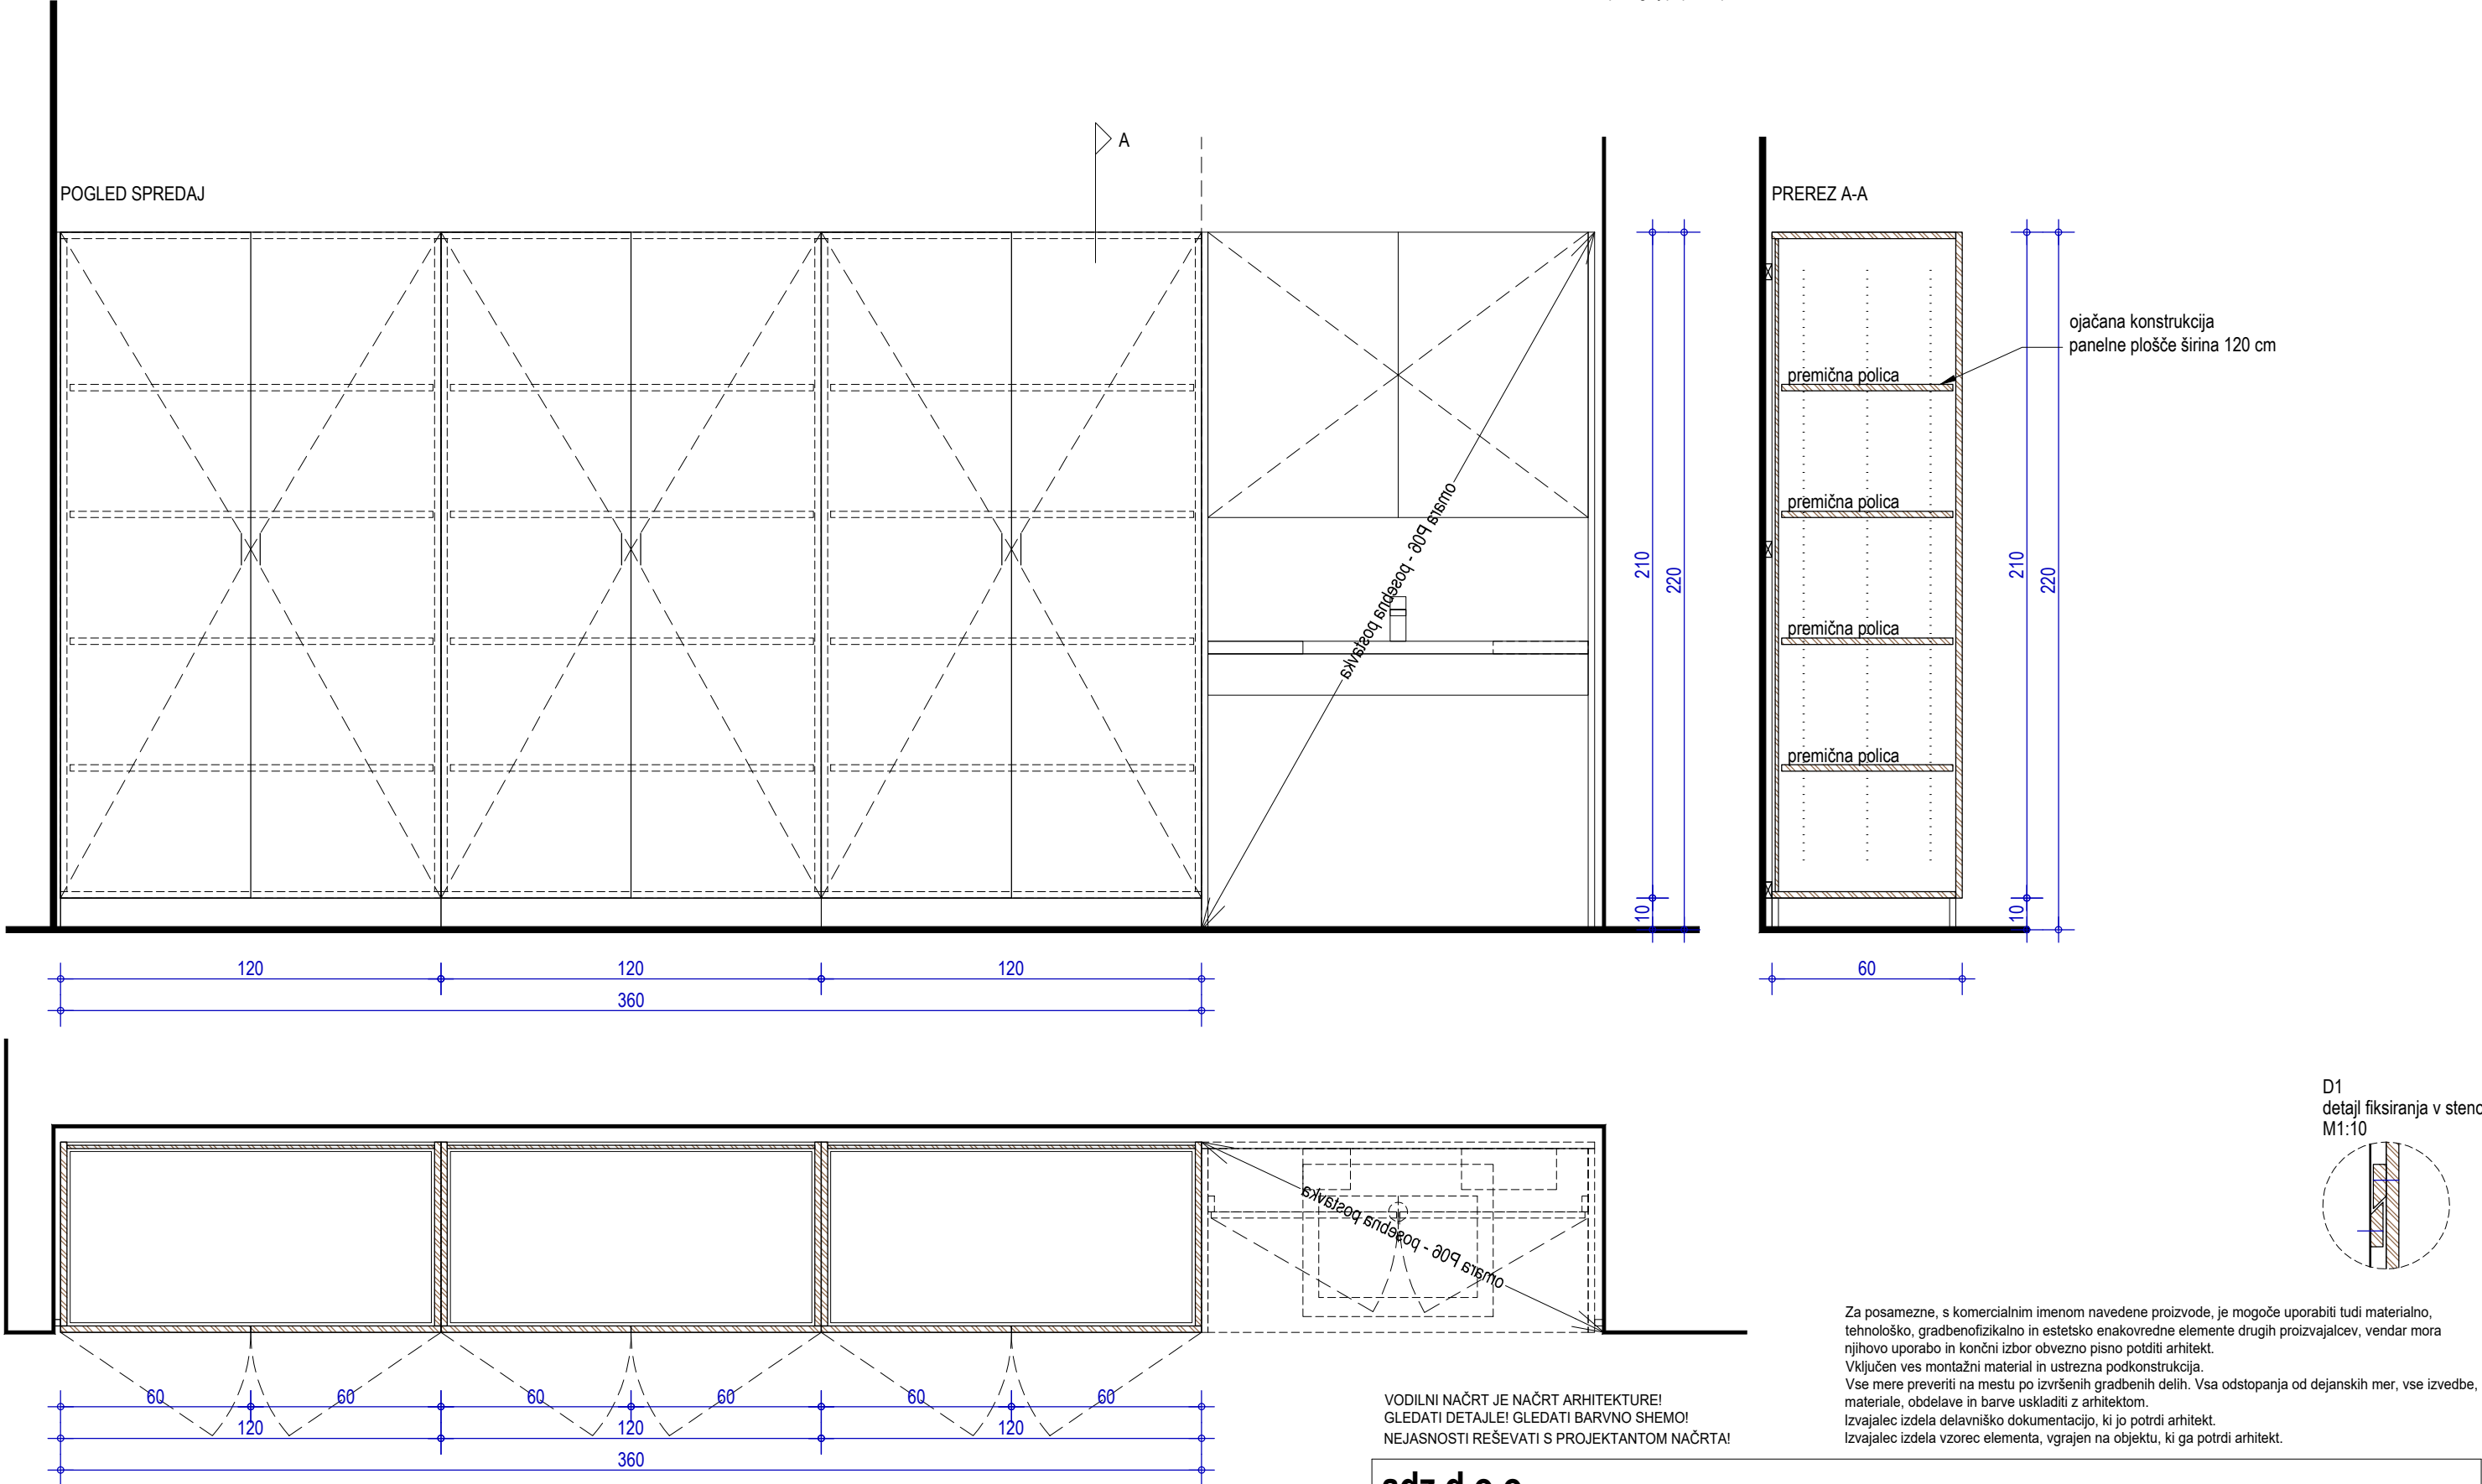 A
POGLED SPREDAJ
PREREZ A-A
ojačana konstrukcija
panelne plošče širina 120 cm
premična polica
premična polica
premična polica
premična polica
omara P06 - posebna postavka
210
220
10
210
220
10
120
120
120
360
60
D1
detajl fiksiranja v steno
M1:10
omara P06 - posebna postavka
60
60
60
60
60
60
120
120
120
360
VODILNI NAČRT JE NAČRT ARHITEKTURE!
GLEDATI DETAJLE! GLEDATI BARVNO SHEMO!
NEJASNOSTI REŠEVATI S PROJEKTANTOM NAČRTA!
Za posamezne, s komercialnim imenom navedene proizvode, je mogoče uporabiti tudi materialno,
tehnološko, gradbenofizikalno in estetsko enakovredne elemente drugih proizvajalcev, vendar mora
njihovo uporabo in končni izbor obvezno pisno potditi arhitekt.
Vključen ves montažni material in ustrezna podkonstrukcija.
Vse mere preveriti na mestu po izvršenih gradbenih delih. Vsa odstopanja od dejanskih mer, vse izvedbe,
materiale, obdelave in barve uskladiti z arhitektom.
Izvajalec izdela delavniško dokumentacijo, ki jo potrdi arhitekt.
Izvajalec izdela vzorec elementa, vgrajen na objektu, ki ga potrdi arhitekt.